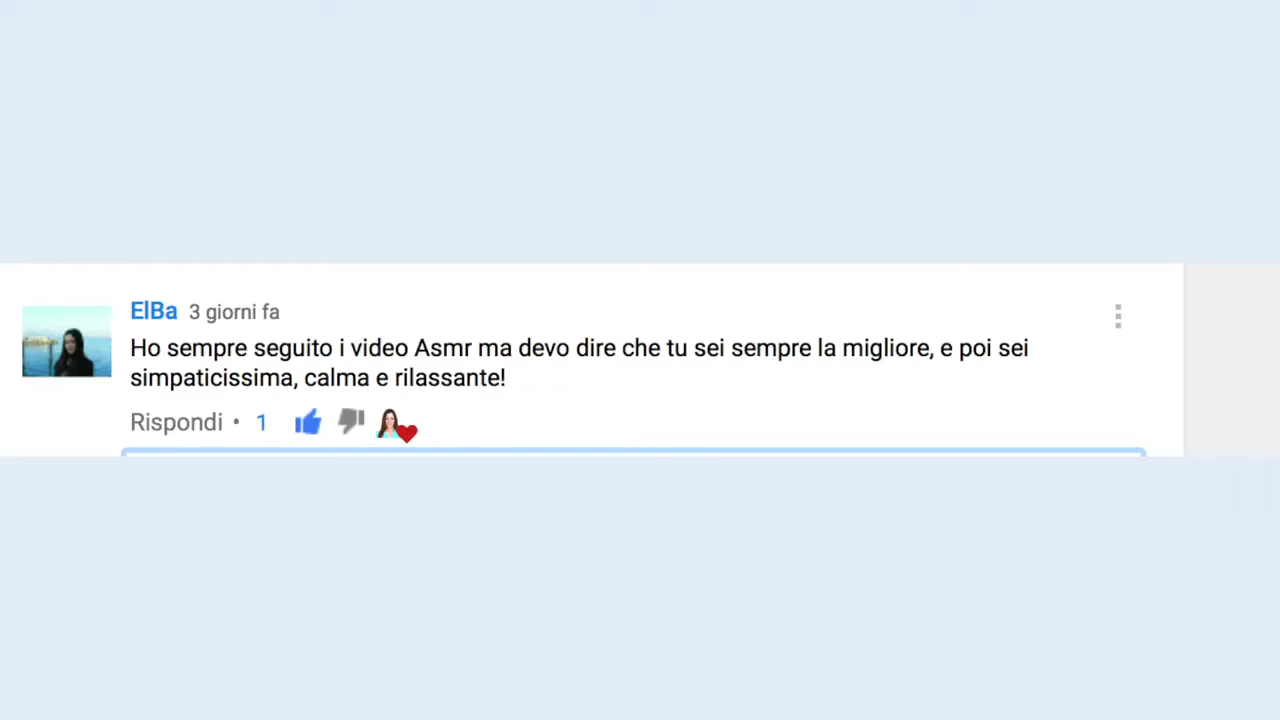 ElBa 3 giorni fa
Ho sempre seguito i video Asmr ma devo dire che tu sei sempre la migliore, e poi sei
simpaticissima, calma e rilassante!
Rispondi • 1